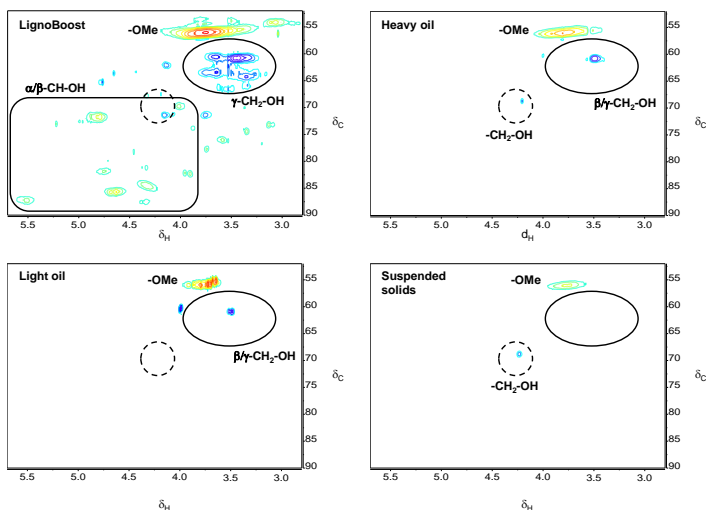 LignoBoost
-OMe
α/β-CH-OH
γ-CH₂-OH
.55
.60
.65
.70
.75
.80
.85
.90
δC
5.5 5.0 4.5 4.0 3.5 3.0
δH
Heavy oil
-OMe
β/γ-CH₂-OH
-CH₂-OH
.55
.60
.65
.70
.75
.80
.85
.90
δC
5.5 5.0 4.5 4.0 3.5 3.0
dH
Light oil
-OMe
β/γ-CH₂-OH
.55
.60
.65
.70
.75
.80
.85
.90
δC
5.5 5.0 4.5 4.0 3.5 3.0
δH
Suspended
solids
-OMe
-CH₂-OH
.55
.60
.65
.70
.75
.80
.85
.90
δC
5.5 5.0 4.5 4.0 3.5 3.0
δH